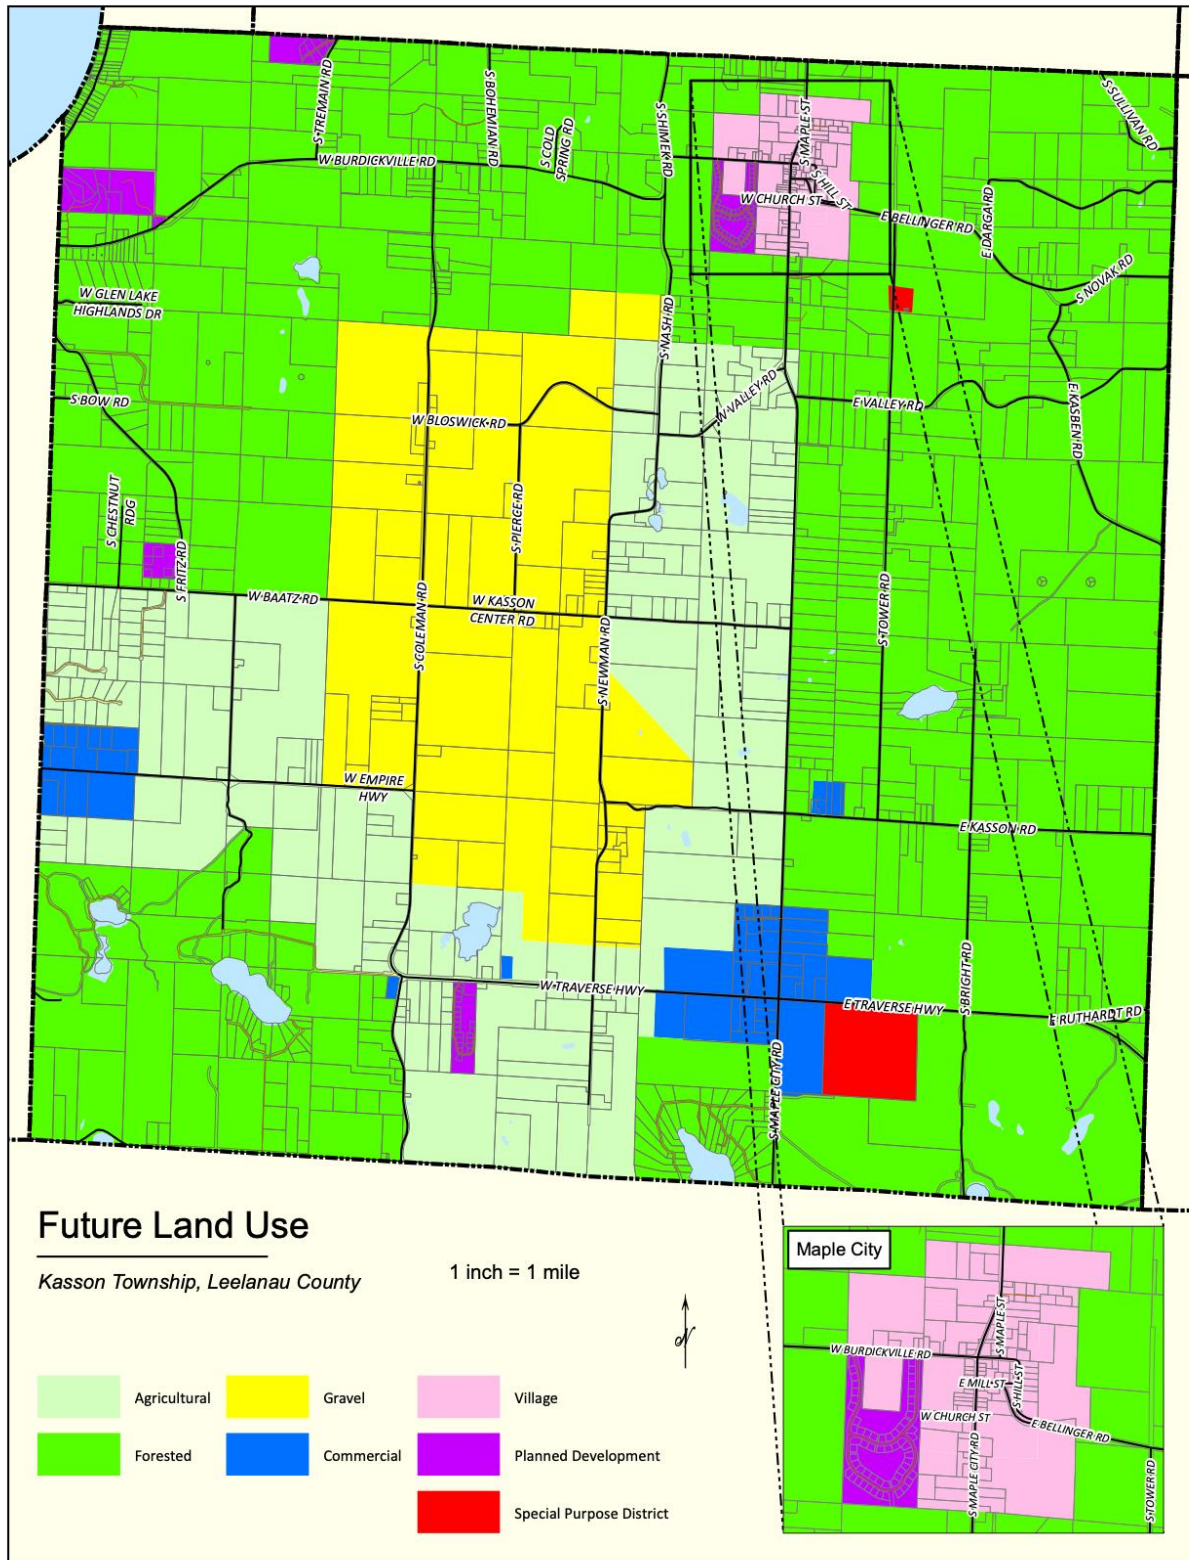 S TREMAIN RD
S BOHEMIAN RD
S COLD
SPRING RD
S SHIMEK RD
S MAPLE ST
S SULLIVAN RD
W BURDICKVILLE RD
S HILL ST
W CHURCH ST
E BELLINGER RD
E DARGA RD
S NOVAK RD
W GLEN LAKE
HIGHLANDS DR
S NASH RD
W VALLEY RD
E VALLEY RD
E KASBEN RD
S BOW RD
W BLOSWICK RD
S CHESTNUT
RDG
S FRITZ RD
S PIERCE RD
W BAATZ RD
S COLEMAN RD
W KASSON
CENTER RD
S NEWMAN RD
S TOWER RD
W EMPIRE
HWY
E KASSON RD
W TRAVERSE HWY
E TRAVERSE HWY
S BRIGHT RD
E RUTHARDT RD
S MAPLE CITY RD
Future Land Use
Kasson Township, Leelanau County
1 inch = 1 mile
N
Agricultural
Gravel
Village
Forested
Commercial
Planned Development
Special Purpose District
Maple City
S MAPLE ST
W BURDICKVILLE RD
E MILL ST
S HILL ST
W CHURCH ST
E BELLINGER RD
S MAPLE CITY RD
S TOWER RD